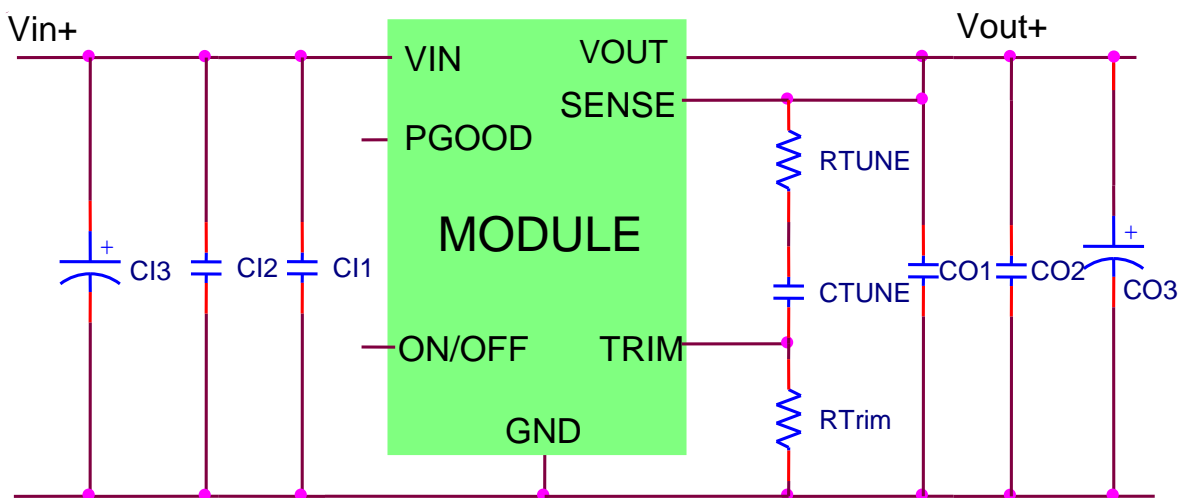 Vin+
Vout+
VIN
VOUT
SENSE
PGOOD
RTUNE
MODULE
+
CI3
CI2
CI1
CTUNE
CO1
CO2
+
CO3
ON/OFF
TRIM
RTrim
GND